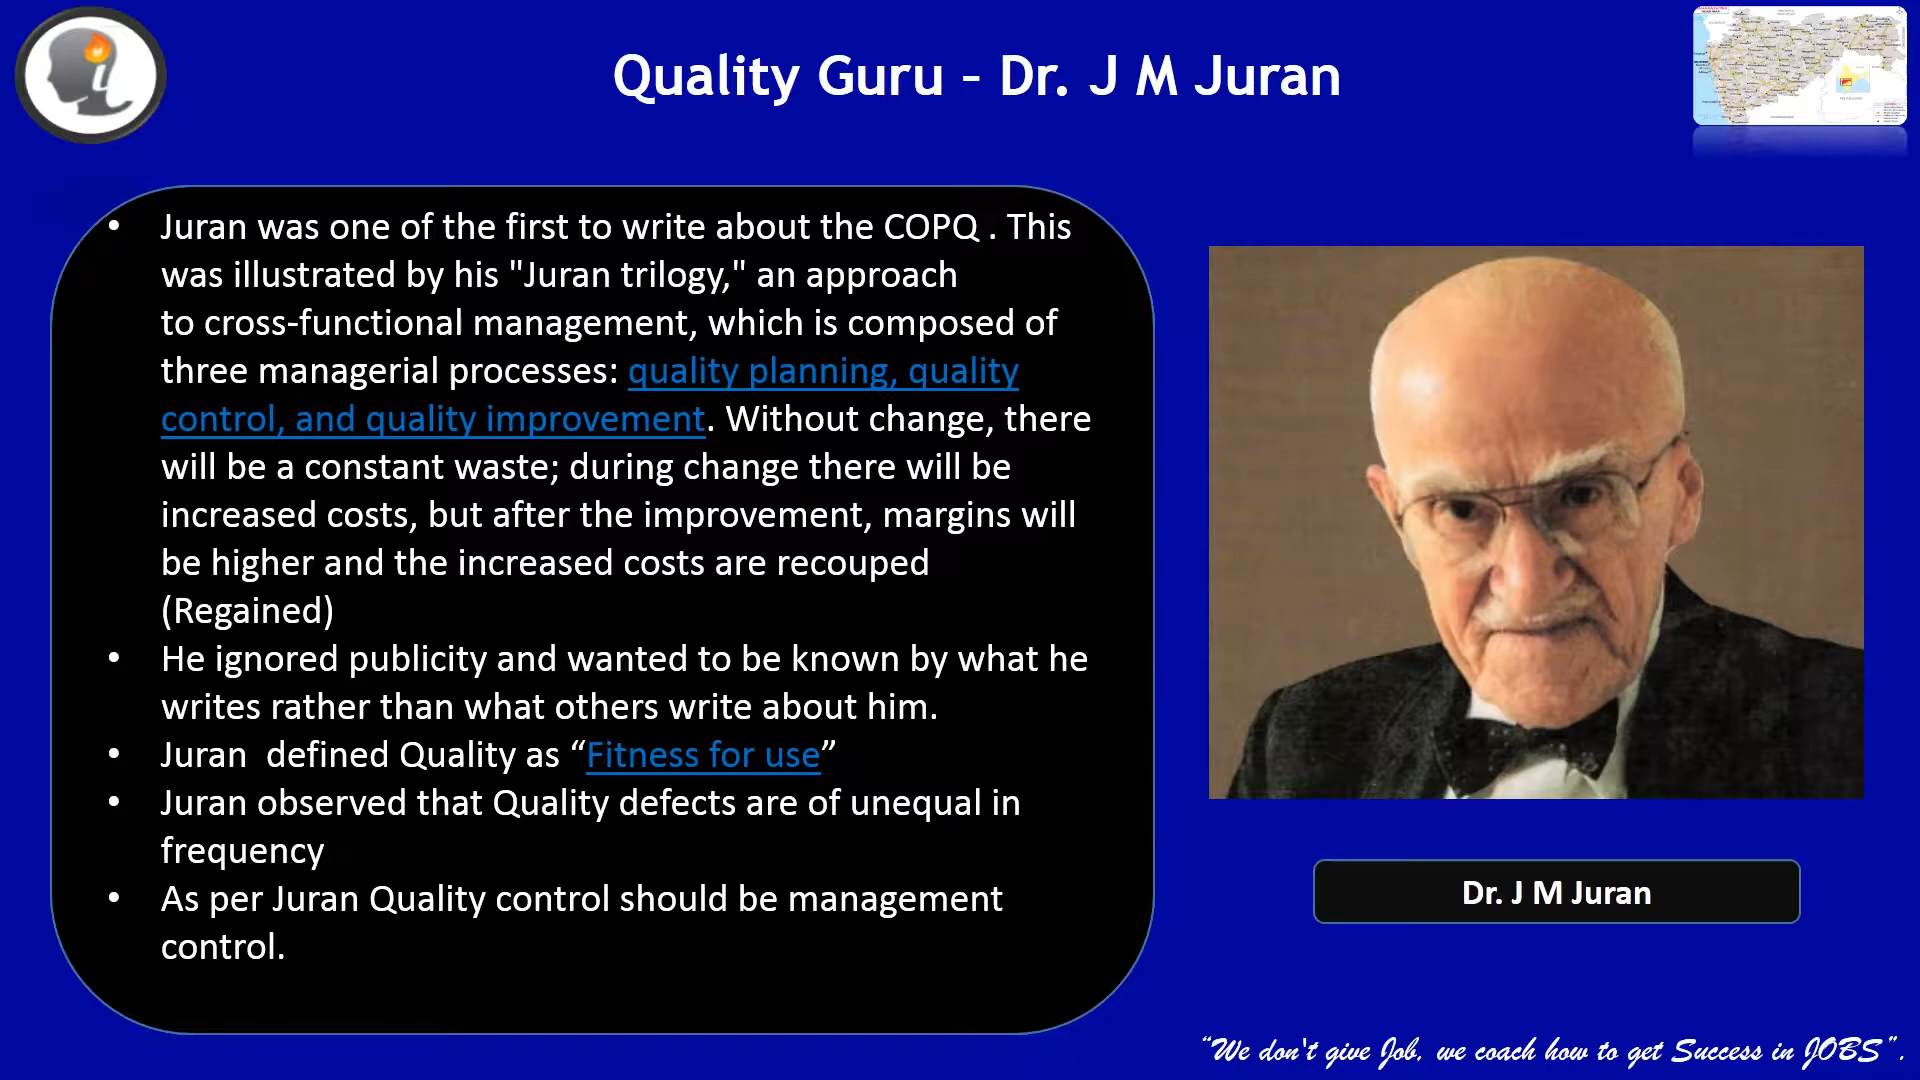 Quality Guru – Dr. J M Juran
• Juran was one of the first to write about the COPQ . This
was illustrated by his "Juran trilogy," an approach
to cross-functional management, which is composed of
three managerial processes: quality planning, quality
control, and quality improvement. Without change, there
will be a constant waste; during change there will be
increased costs, but after the improvement, margins will
be higher and the increased costs are recouped
(Regained)
• He ignored publicity and wanted to be known by what he
writes rather than what others write about him.
• Juran  defined Quality as “Fitness for use”
• Juran observed that Quality defects are of unequal in
frequency
• As per Juran Quality control should be management
control.
Dr. J M Juran
“We don't give Job, we coach how to get Success in JOBS”.